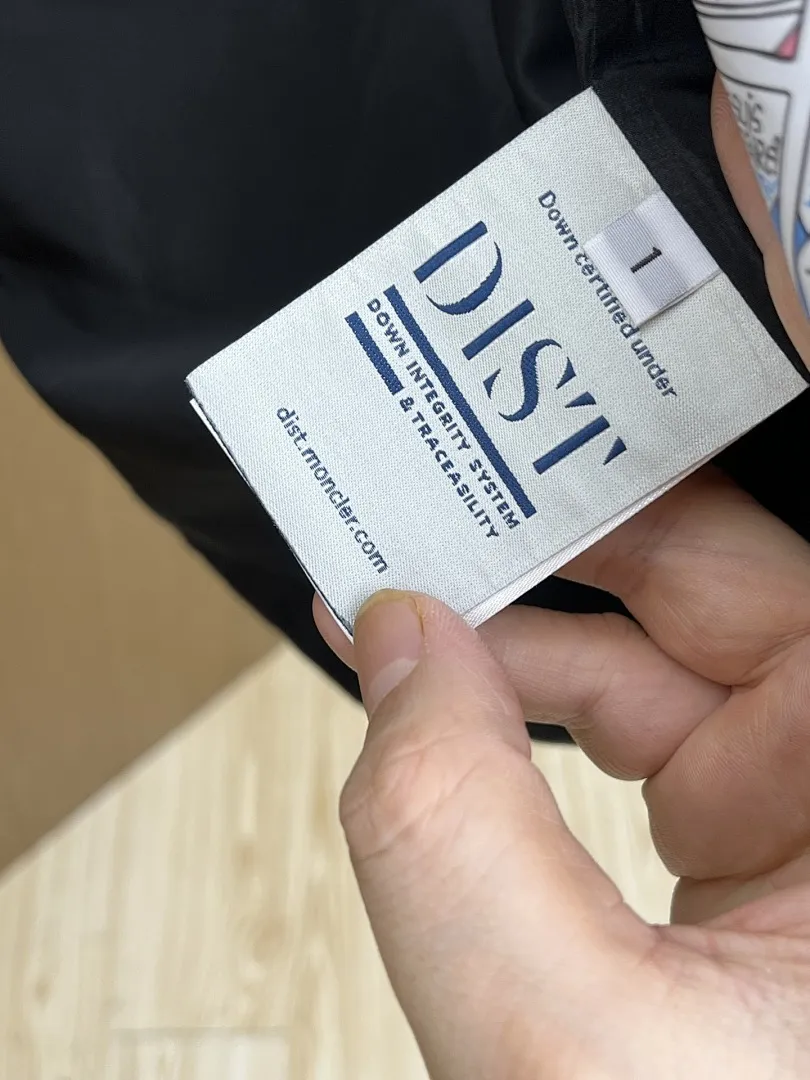 Down certified under
1
DIST
DOWN INTEGRITY SYSTEM
& TRACEASILITY
dist.moncler.com